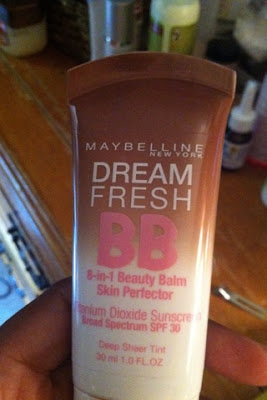 MAYBELLINE
NEW YORK
DREAM
FRESH
BB
8-in-1 Beauty Balm
Skin Perfector
Titanium Dioxide Sunscreen
Broad Spectrum SPF 30
Deep Sheer Tint
30 ml 1.0 FL.OZ